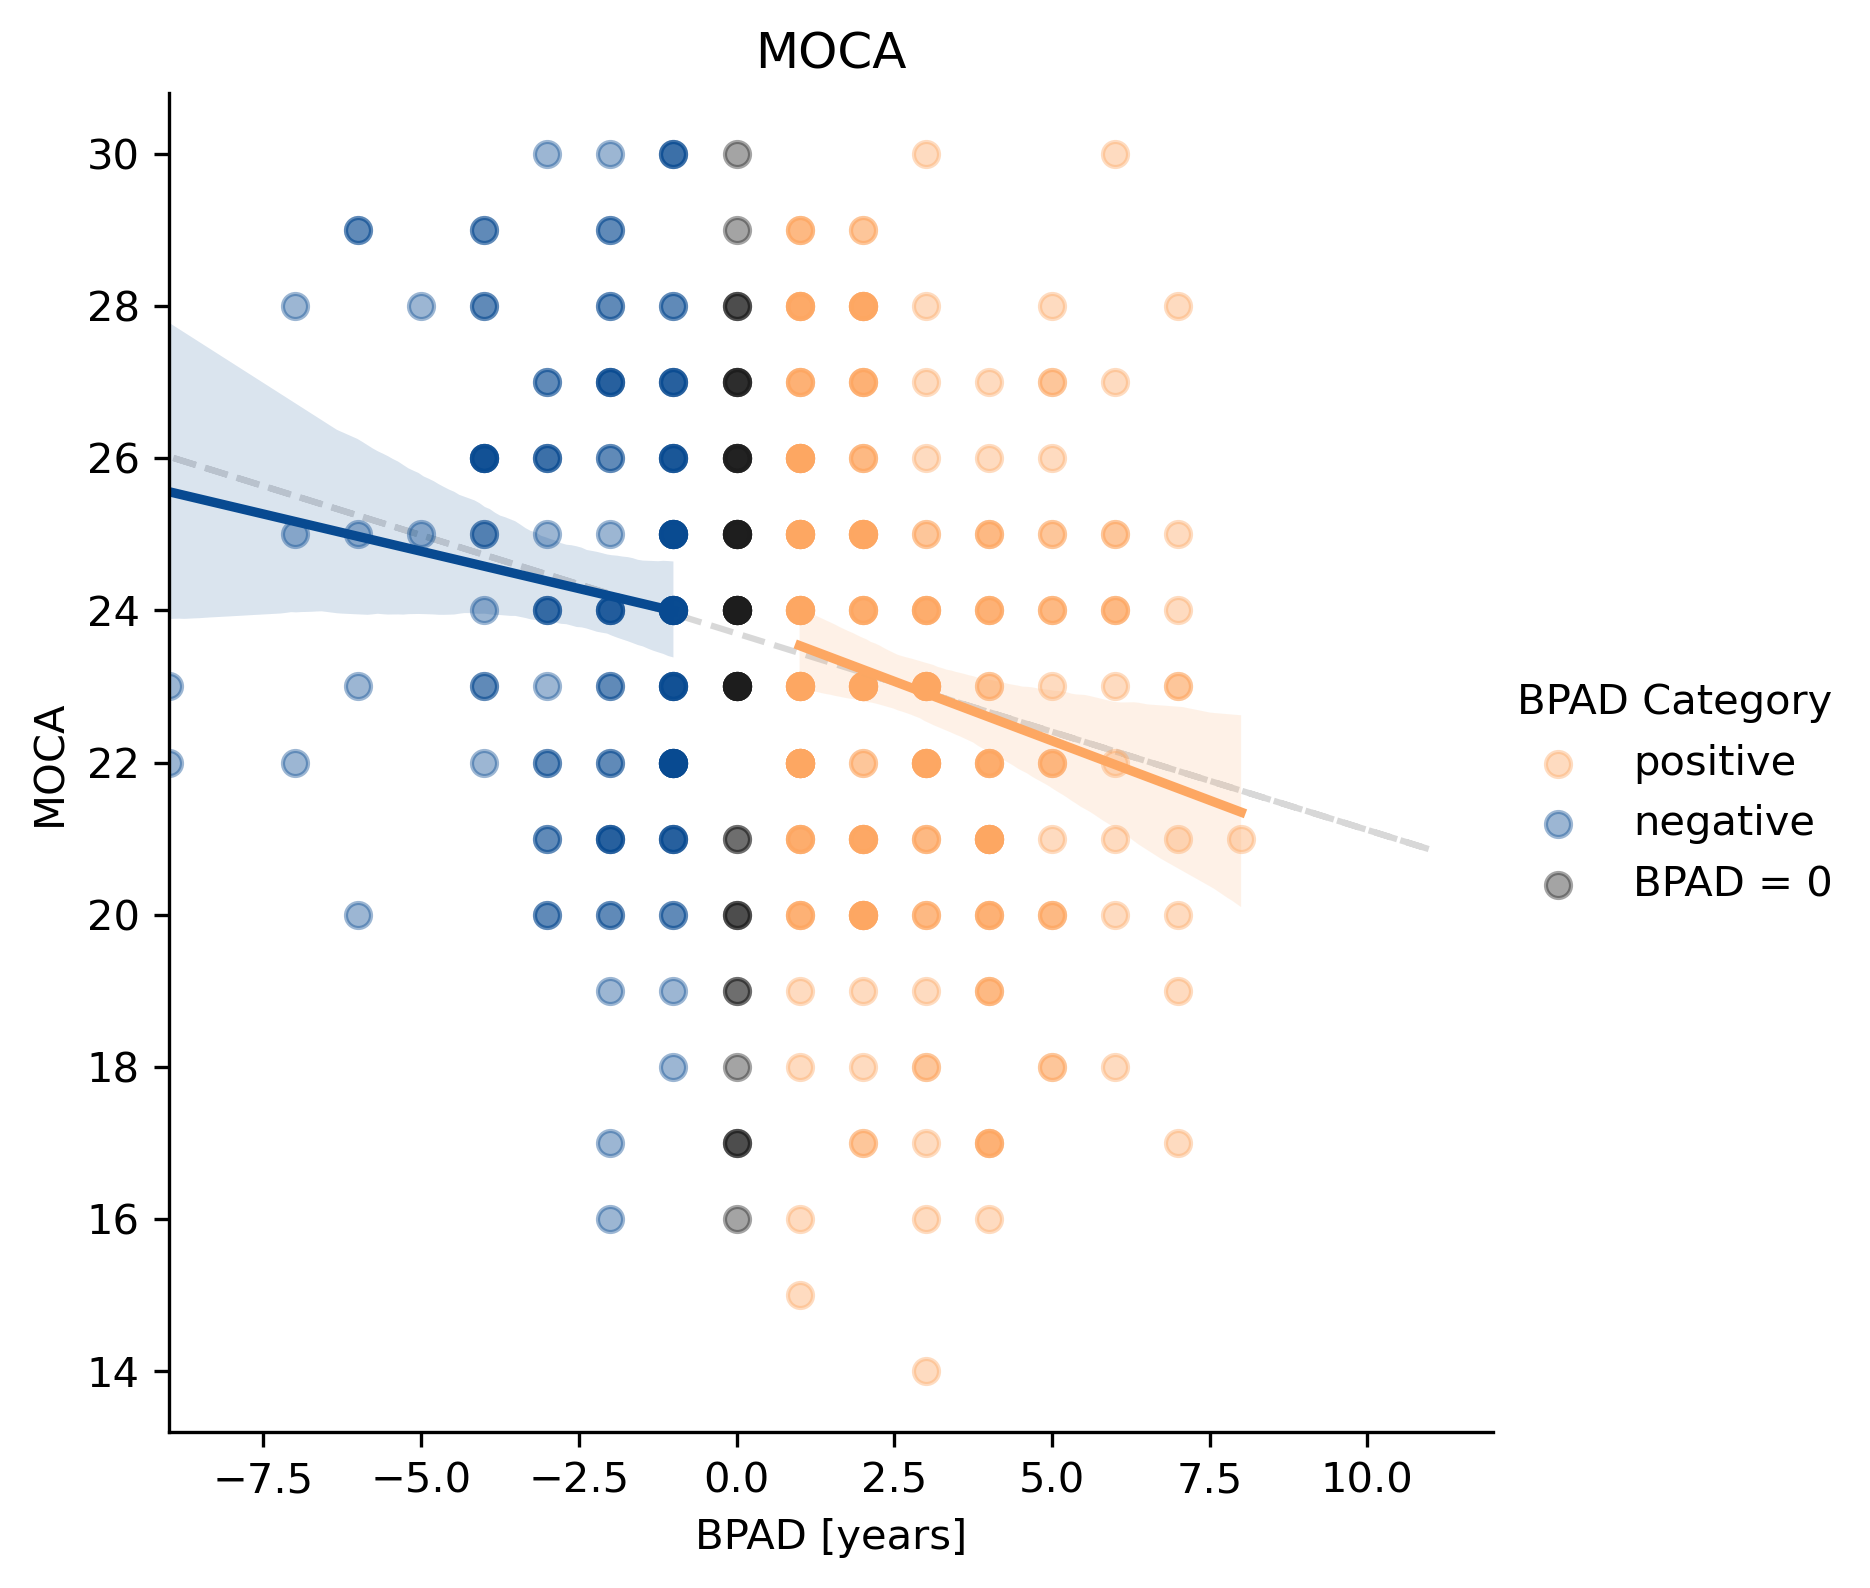 MOCA
30
28
26
24
22
20
18
16
14
MOCA
−7.5 −5.0 −2.5 0.0 2.5 5.0 7.5 10.0
BPAD [years]
BPAD Category
positive
negative
BPAD = 0